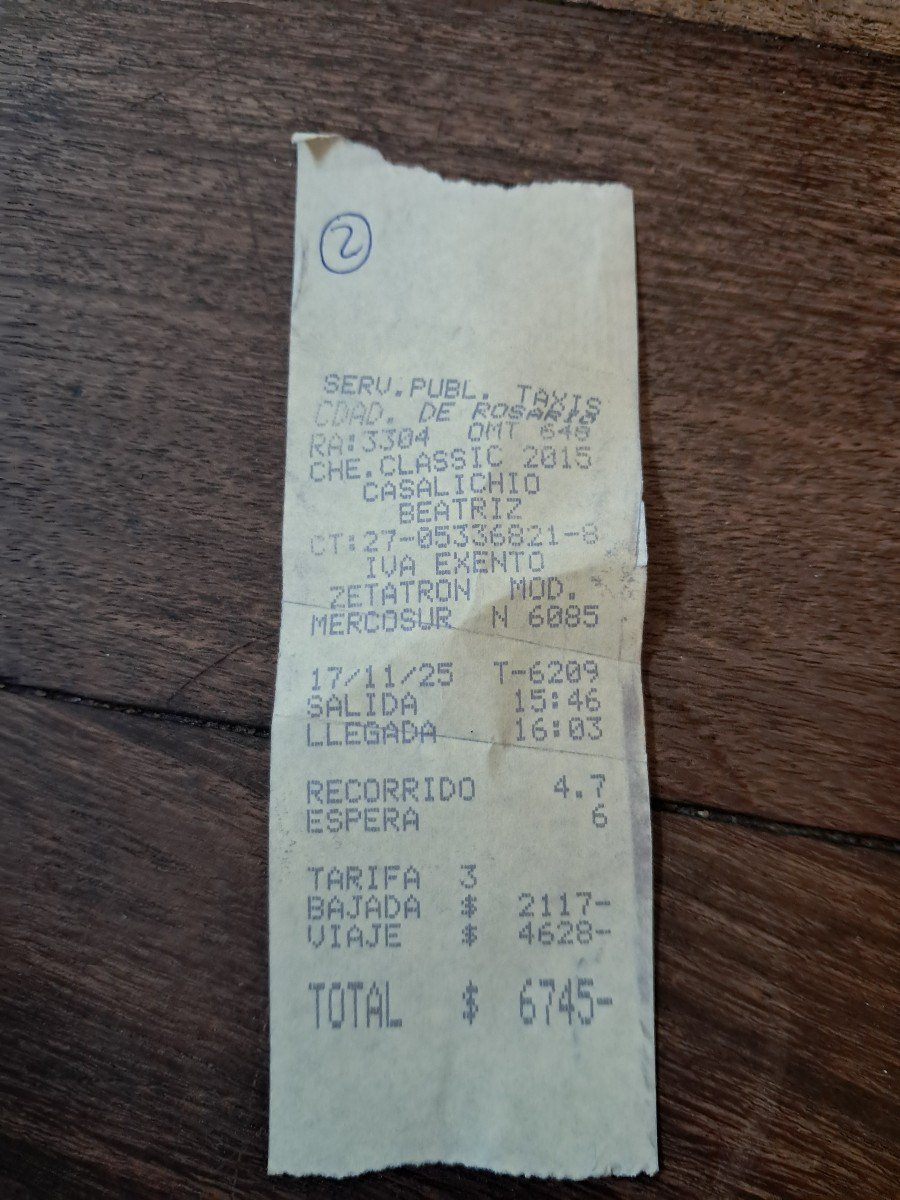 2
SERV.PUBL. TAXIS
CDAD. DE ROSARIO
RA:3304 OMT 648
CHE.CLASSIC 2015
CASALICHIO
BEATRIZ
CT:27-05336821-8
IVA EXENTO
ZETATRON MOD.
MERCOSUR N 6085
17/11/25 T-6209
SALIDA 15:46
LLEGADA 16:03
RECORRIDO 4.7
ESPERA 6
TARIFA 3
BAJADA $ 2117-
VIAJE $ 4628-
TOTAL $ 6745-